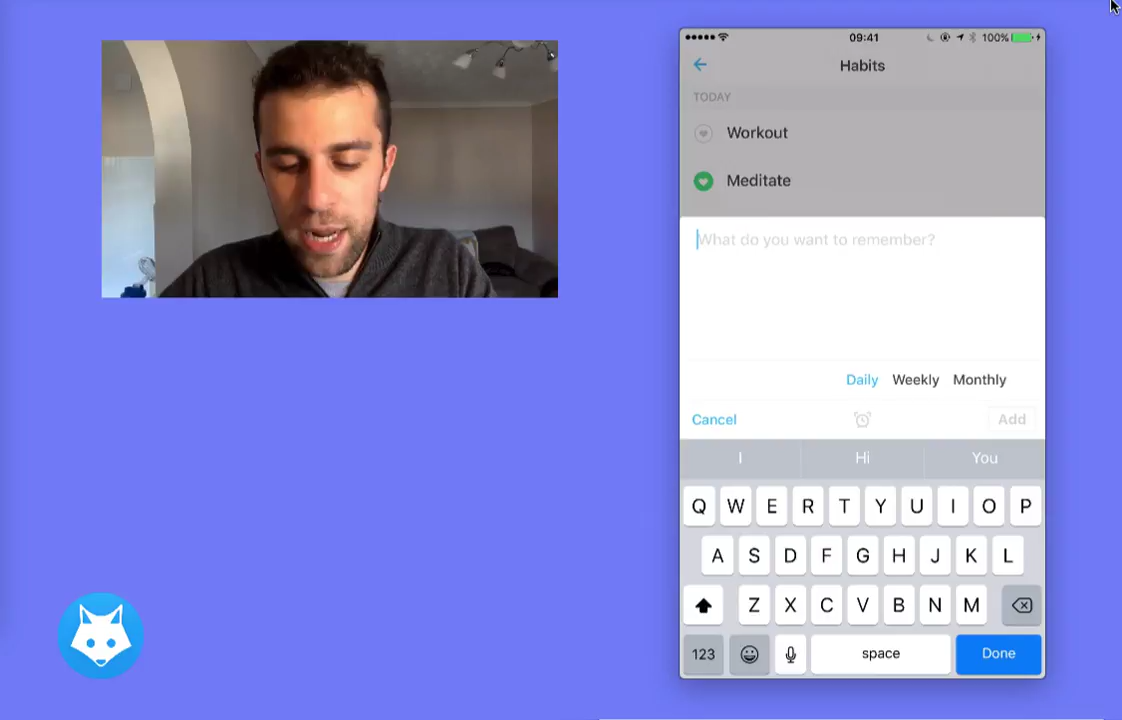 09:41
100%
Habits
TODAY
Workout
Meditate
What do you want to remember?
Daily Weekly Monthly
Cancel Add
I Hi You
Q W E R T Y U I O P
A S D F G H J K L
Z X C V B N M
123 space Done